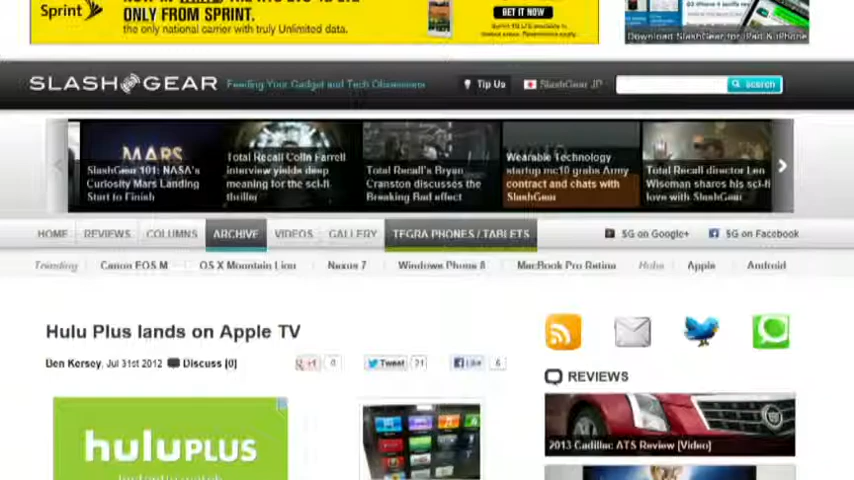 Sprint
ONLY FROM SPRINT.
the only national carrier with truly Unlimited data.
BUY IT NOW
Download SlashGear for iPad & iPhone
SLASHGEAR
Feeding Your Gadget and Tech Obsessions
Tip Us
SlashGear JP
search
MARS
SlashGear 101: NASA's
Curiosity Mars Landing
Start to Finish
Total Recall Colin Farrell
interview yields deep
meaning for the sci-fi
thriller
Total Recall's Bryan
Cranston discusses the
Breaking Bad effect
Wearable Technology
startup mc10 grabs Army
contract and chats with
SlashGear
Total Recall director Len
Wiseman shares his sci-fi
love with SlashGear
HOME
REVIEWS
COLUMNS
ARCHIVE
VIDEOS
GALLERY
TEGRA PHONES / TABLETS
SG on Google+
SG on Facebook
Trending
Canon EOS M
OS X Mountain Lion
Nexus 7
Windows Phone 8
MacBook Pro Retina
Hubs
Apple
Android
Hulu Plus lands on Apple TV
Ben Kersey, Jul 31st 2012
Discuss [0]
+1
0
Tweet
Like
6
REVIEWS
huluPLUS
2013 Cadillac ATS Review [Video]